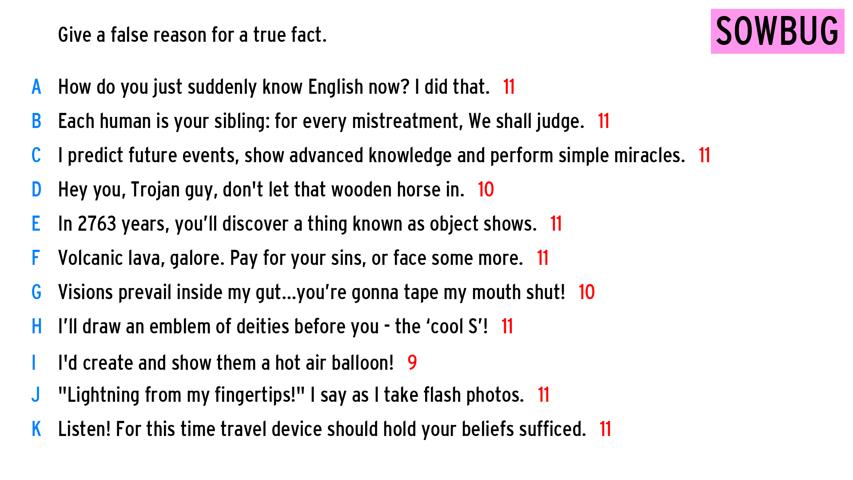 Give a false reason for a true fact.
SOWBUG
A How do you just suddenly know English now? I did that. 11
B Each human is your sibling: for every mistreatment, We shall judge. 11
C I predict future events, show advanced knowledge and perform simple miracles. 11
D Hey you, Trojan guy, don't let that wooden horse in. 10
E In 2763 years, you’ll discover a thing known as object shows. 11
F Volcanic lava, galore. Pay for your sins, or face some more. 11
G Visions prevail inside my gut...you’re gonna tape my mouth shut! 10
H I’ll draw an emblem of deities before you - the ‘cool S’! 11
I I'd create and show them a hot air balloon! 9
J "Lightning from my fingertips!" I say as I take flash photos. 11
K Listen! For this time travel device should hold your beliefs sufficed. 11